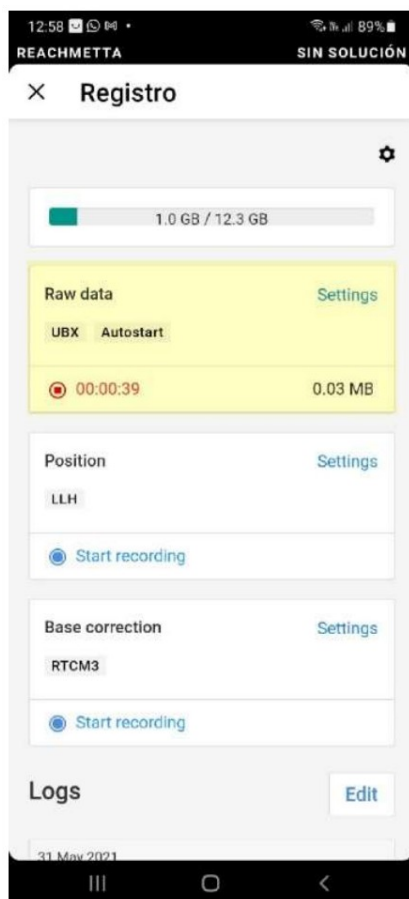 12:58 89%
REACHMETTA SIN SOLUCIÓN
× Registro
1.0 GB / 12.3 GB
Raw data Settings
UBX Autostart
00:00:39 0.03 MB
Position Settings
LLH
Start recording
Base correction Settings
RTCM3
Start recording
Logs Edit
31 May 2021